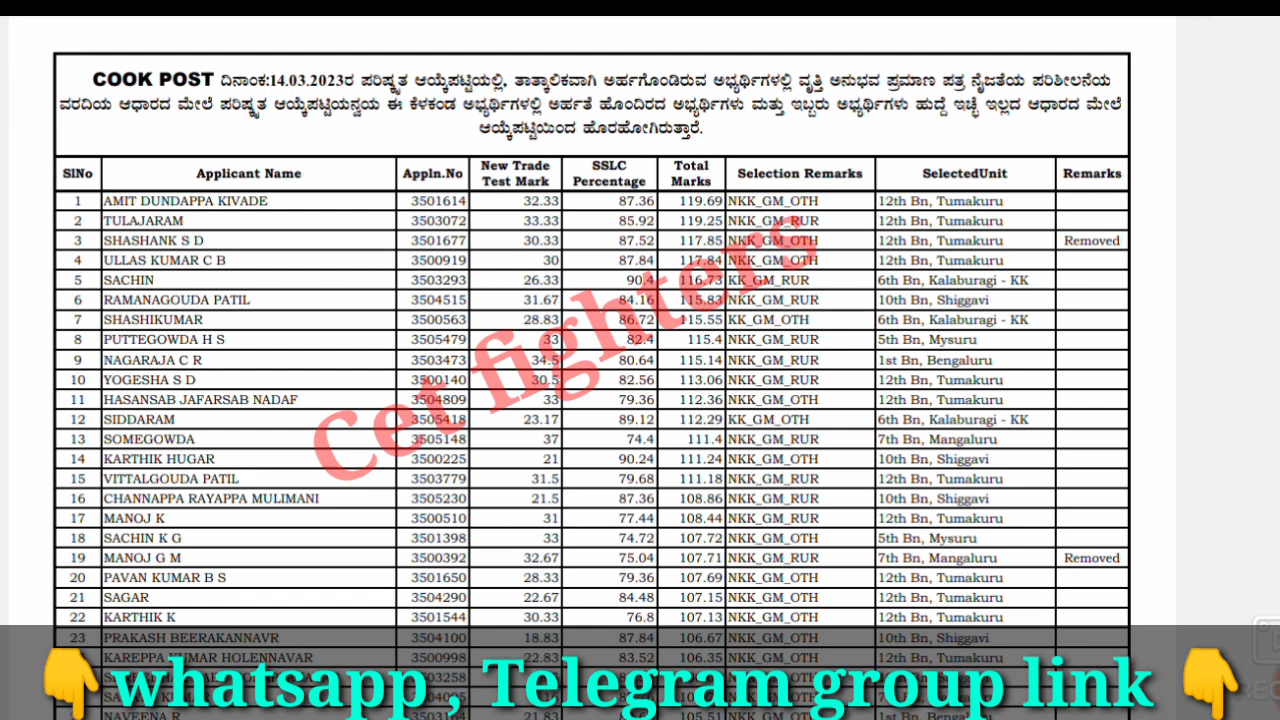 COOK POST ದಿನಾಂಕ:14.03.2023ರ ಪರಿಷ್ಕೃತ ಆಯ್ಕೆಪಟ್ಟಿಯಲ್ಲಿ, ತಾತ್ಕಾಲಿಕವಾಗಿ ಅರ್ಹಗೊಂಡಿರುವ ಅಭ್ಯರ್ಥಿಗಳಲ್ಲಿ ವೃತ್ತಿ ಅನುಭವ ಪ್ರಮಾಣ ಪತ್ರ ನೈಜತೆಯ ಪರಿಶೀಲನೆಯ
ವರದಿಯ ಆಧಾರದ ಮೇಲೆ ಪರಿಷ್ಕೃತ ಆಯ್ಕೆಪಟ್ಟಿಯನ್ವಯ ಈ ಕೆಳಕಂಡ ಅಭ್ಯರ್ಥಿಗಳಲ್ಲಿ ಅರ್ಹತೆ ಹೊಂದಿರದ ಅಭ್ಯರ್ಥಿಗಳು ಮತ್ತು ಇಬ್ಬರು ಅಭ್ಯರ್ಥಿಗಳು ಹುದ್ದೆ ಇಚ್ಛೆ ಇಲ್ಲದ ಆಧಾರದ ಮೇಲೆ
ಆಯ್ಕೆಪಟ್ಟಿಯಿಂದ ಹೊರಹೋಗಿರುತ್ತಾರೆ.
SlNo Applicant Name Appln.No New Trade Test Mark SSLC Percentage Total Marks Selection Remarks SelectedUnit Remarks
1 AMIT DUNDAPPA KIVADE 3501614 32.33 87.36 119.69 NKK_GM_OTH 12th Bn, Tumakuru
2 TULAJARAM 3503072 33.33 85.92 119.25 NKK_GM_RUR 12th Bn, Tumakuru
3 SHASHANK S D 3501677 30.33 87.52 117.85 NKK_GM_OTH 12th Bn, Tumakuru Removed
4 ULLAS KUMAR C B 3500919 30 87.84 117.84 NKK_GM_OTH 12th Bn, Tumakuru
5 SACHIN 3503293 26.33 90.4 116.73 KK_GM_RUR 6th Bn, Kalaburagi - KK
6 RAMANAGOUDA PATIL 3504515 31.67 84.16 115.83 NKK_GM_RUR 10th Bn, Shiggavi
7 SHASHIKUMAR 3500563 28.83 86.72 115.55 KK_GM_OTH 6th Bn, Kalaburagi - KK
8 PUTTEGOWDA H S 3505479 33 82.4 115.4 NKK_GM_RUR 5th Bn, Mysuru
9 NAGARAJA C R 3503473 34.5 80.64 115.14 NKK_GM_RUR 1st Bn, Bengaluru
10 YOGESHA S D 3500140 30.5 82.56 113.06 NKK_GM_RUR 12th Bn, Tumakuru
11 HASANSAB JAFARSAB NADAF 3504809 33 79.36 112.36 NKK_GM_RUR 12th Bn, Tumakuru
12 SIDDARAM 3505418 23.17 89.12 112.29 KK_GM_OTH 6th Bn, Kalaburagi - KK
13 SOMEGOWDA 3505148 37 74.4 111.4 NKK_GM_RUR 7th Bn, Mangaluru
14 KARTHIK HUGAR 3500225 21 90.24 111.24 NKK_GM_OTH 10th Bn, Shiggavi
15 VITTALGOUDA PATIL 3503779 31.5 79.68 111.18 NKK_GM_OTH 12th Bn, Tumakuru
16 CHANNAPPA RAYAPPA MULIMANI 3505230 21.5 87.36 108.86 NKK_GM_RUR 10th Bn, Shiggavi
17 MANOJ K 3500510 31 77.44 108.44 NKK_GM_RUR 12th Bn, Tumakuru
18 SACHIN K G 3501398 33 74.72 107.72 NKK_GM_OTH 5th Bn, Mysuru
19 MANOJ G M 3500392 32.67 75.04 107.71 NKK_GM_RUR 7th Bn, Mangaluru Removed
20 PAVAN KUMAR B S 3501650 28.33 79.36 107.69 NKK_GM_OTH 12th Bn, Tumakuru
21 SAGAR 3504290 22.67 84.48 107.15 NKK_GM_OTH 12th Bn, Tumakuru
22 KARTHIK K 3501544 30.33 76.8 107.13 NKK_GM_OTH 12th Bn, Tumakuru
23 PRAKASH BEERAKANNAVR 3504100 18.83 87.84 106.67 NKK_GM_OTH 10th Bn, Shiggavi
KAREPPA KUMAR HOLENNAVAR 3500998 22.83 83.52 106.35 NKK_GM_OTH 12th Bn, Tumakuru
NAVEENA R 3503164 21.83 105.51 NKK_GM_OTH 1st Bn, Bengaluru
Cet fighters
👇whatsapp , Telegram group link 👇